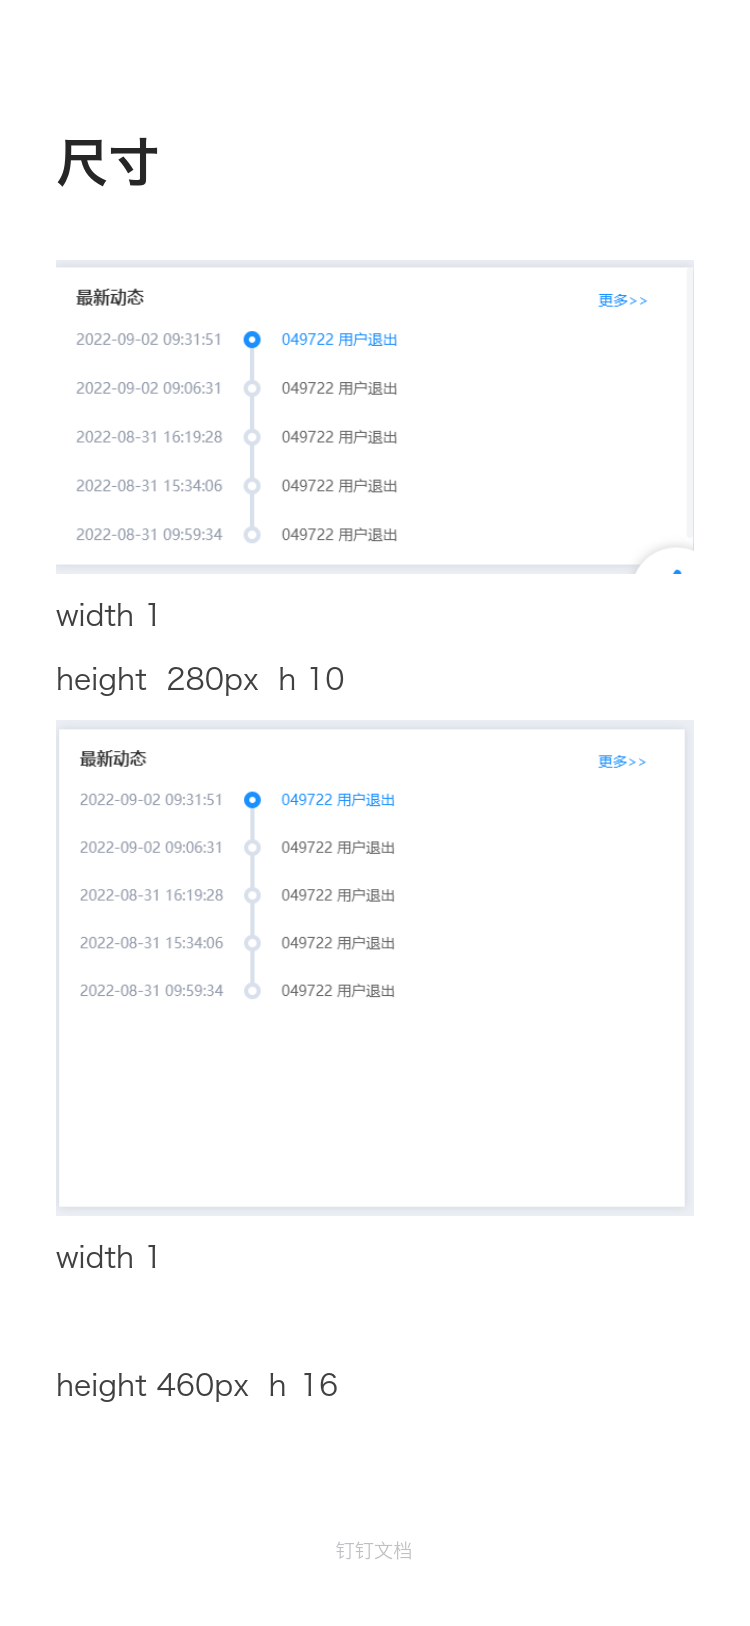 尺寸
最新动态
更多>>
2022-09-02 09:31:51 049722 用户退出
2022-09-02 09:06:31 049722 用户退出
2022-08-31 16:19:28 049722 用户退出
2022-08-31 15:34:06 049722 用户退出
2022-08-31 09:59:34 049722 用户退出
width 1
height  280px  h 10
最新动态
更多>>
2022-09-02 09:31:51 049722 用户退出
2022-09-02 09:06:31 049722 用户退出
2022-08-31 16:19:28 049722 用户退出
2022-08-31 15:34:06 049722 用户退出
2022-08-31 09:59:34 049722 用户退出
width 1
height 460px  h 16
钉钉文档